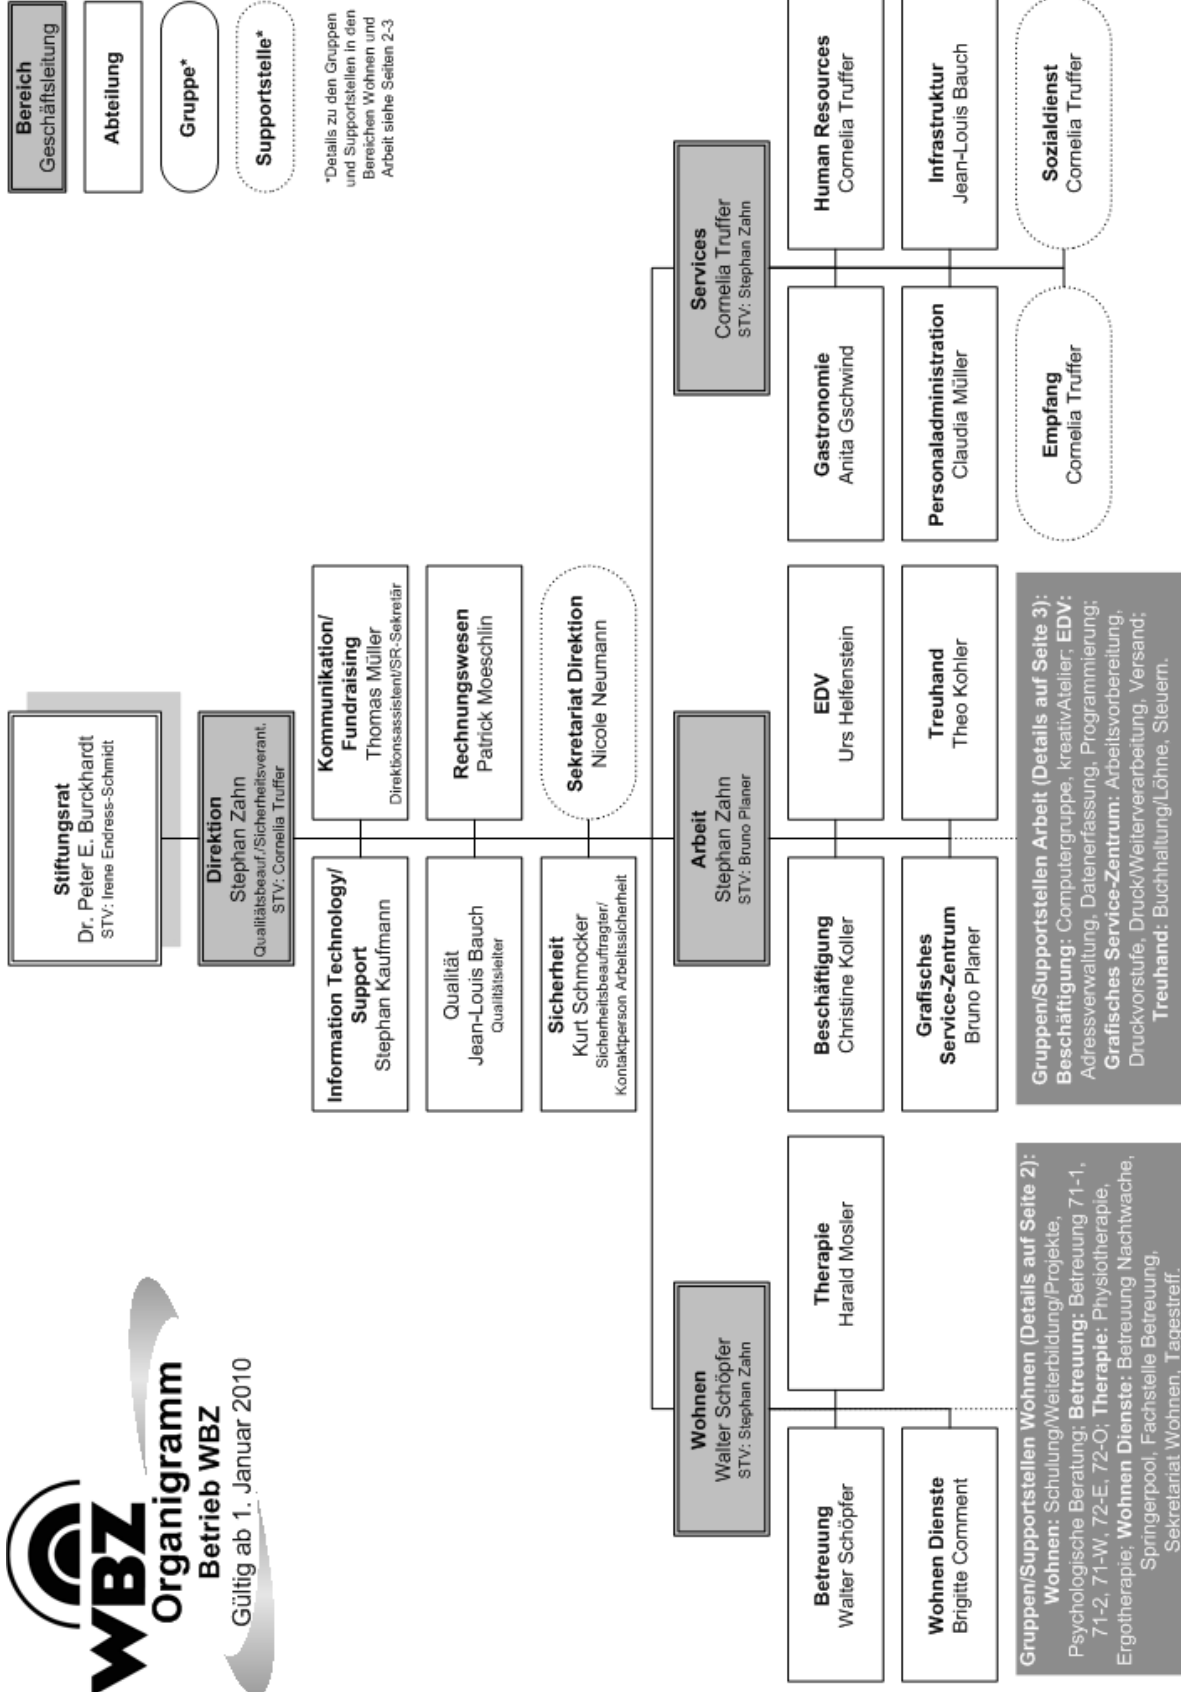 WBZ
Organigramm
Betrieb WBZ
Gültig ab 1. Januar 2010
Stiftungsrat
Dr. Peter E. Burckhardt
STV: Irene Endress-Schmidt
Bereich
Geschäftsleitung
Abteilung
Gruppe*
Supportstelle*
*Details zu den Gruppen
und Supportstellen in den
Bereichen Wohnen und
Arbeit siehe Seiten 2-3
Direktion
Stephan Zahn
Qualitätsbeauf./Sicherheitsverant.
STV: Cornelia Truffer
Information Technology/
Support
Stephan Kaufmann
Kommunikation/
Fundraising
Thomas Müller
Direktionsassistent/SR-Sekretär
Qualität
Jean-Louis Bauch
Qualitätsleiter
Rechnungswesen
Patrick Moeschlin
Sicherheit
Kurt Schmocker
Sicherheitsbeauftragter/
Kontaktperson Arbeitssicherheit
Sekretariat Direktion
Nicole Neumann
Wohnen
Walter Schöpfer
STV: Stephan Zahn
Betreuung
Walter Schöpfer
Therapie
Harald Mosler
Wohnen Dienste
Brigitte Comment
Gruppen/Supportstellen Wohnen (Details auf Seite 2):
Wohnen: Schulung/Weiterbildung/Projekte,
Psychologische Beratung; Betreuung: Betreuung 71-1,
71-2, 71-W, 72-E, 72-O; Therapie: Physiotherapie,
Ergotherapie; Wohnen Dienste: Betreuung Nachtwache,
Springerpool, Fachstelle Betreuung,
Sekretariat Wohnen, Tagestreff.
Arbeit
Stephan Zahn
STV: Bruno Planer
Beschäftigung
Christine Koller
EDV
Urs Helfenstein
Grafisches
Service-Zentrum
Bruno Planer
Treuhand
Theo Kohler
Gruppen/Supportstellen Arbeit (Details auf Seite 3):
Beschäftigung: Computergruppe, kreativAtelier; EDV:
Adressverwaltung, Datenerfassung, Programmierung;
Grafisches Service-Zentrum: Arbeitsvorbereitung,
Druckvorstufe, Druck/Weiterverarbeitung, Versand;
Treuhand: Buchhaltung/Löhne, Steuern.
Services
Cornelia Truffer
STV: Stephan Zahn
Gastronomie
Anita Gschwind
Human Resources
Cornelia Truffer
Personaladministration
Claudia Müller
Infrastruktur
Jean-Louis Bauch
Empfang
Cornelia Truffer
Sozialdienst
Cornelia Truffer